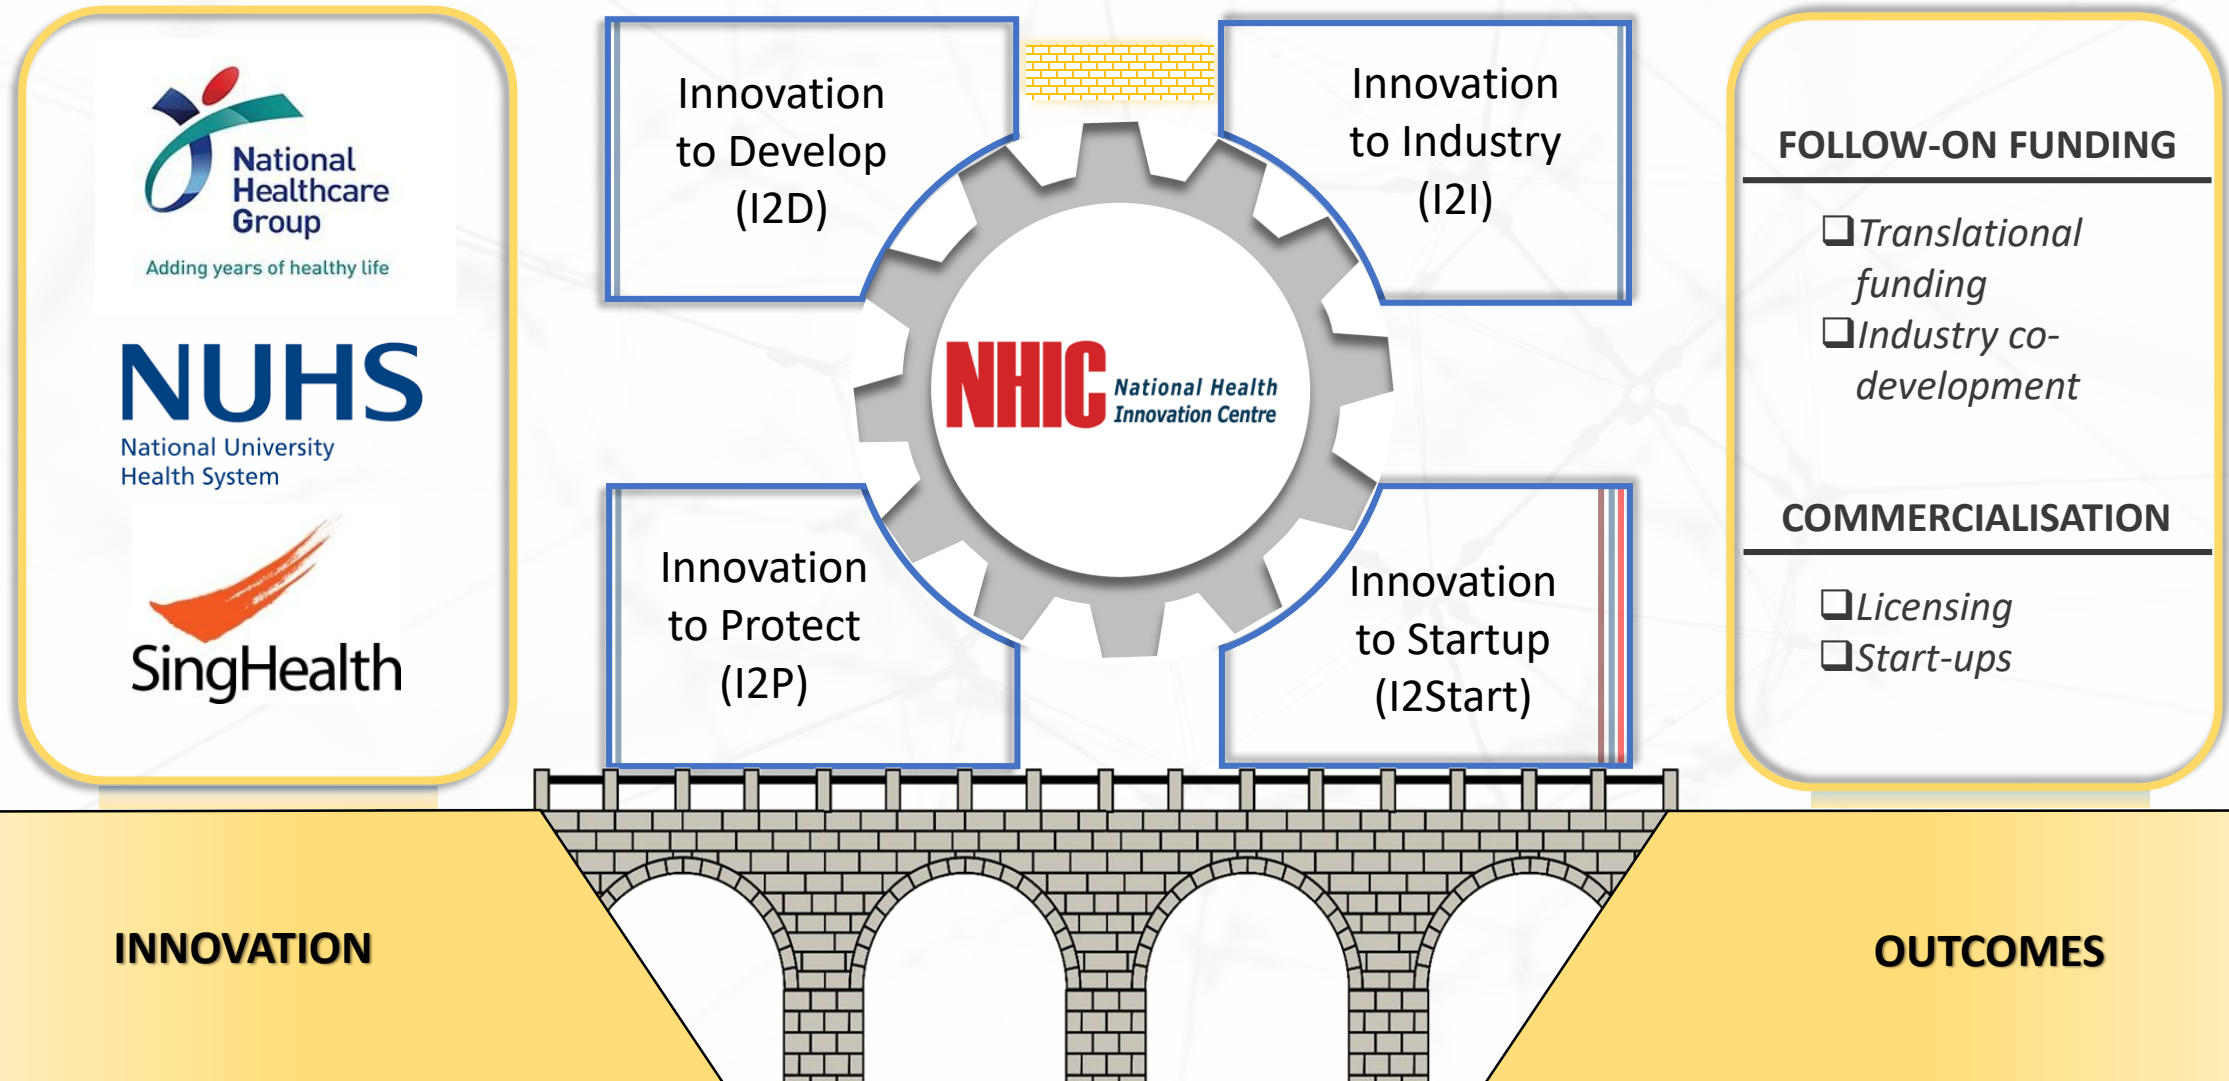 National
Healthcare
Group
Adding years of healthy life
NUHS
National University
Health System
SingHealth
Innovation
to Develop
(I2D)
Innovation
to Industry
(I2I)
NHIC National Health
Innovation Centre
Innovation
to Protect
(I2P)
Innovation
to Startup
(I2Start)
FOLLOW-ON FUNDING
❑Translational
funding
❑Industry co-
development
COMMERCIALISATION
❑Licensing
❑Start-ups
INNOVATION
OUTCOMES